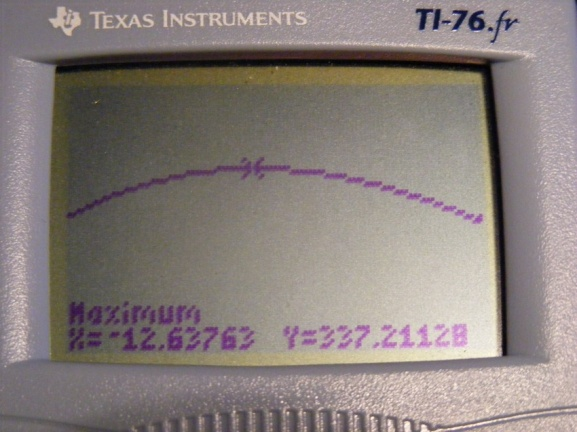 TEXAS INSTRUMENTS TI-76.fr
Maximum
X=-12.63763 Y=337.21128